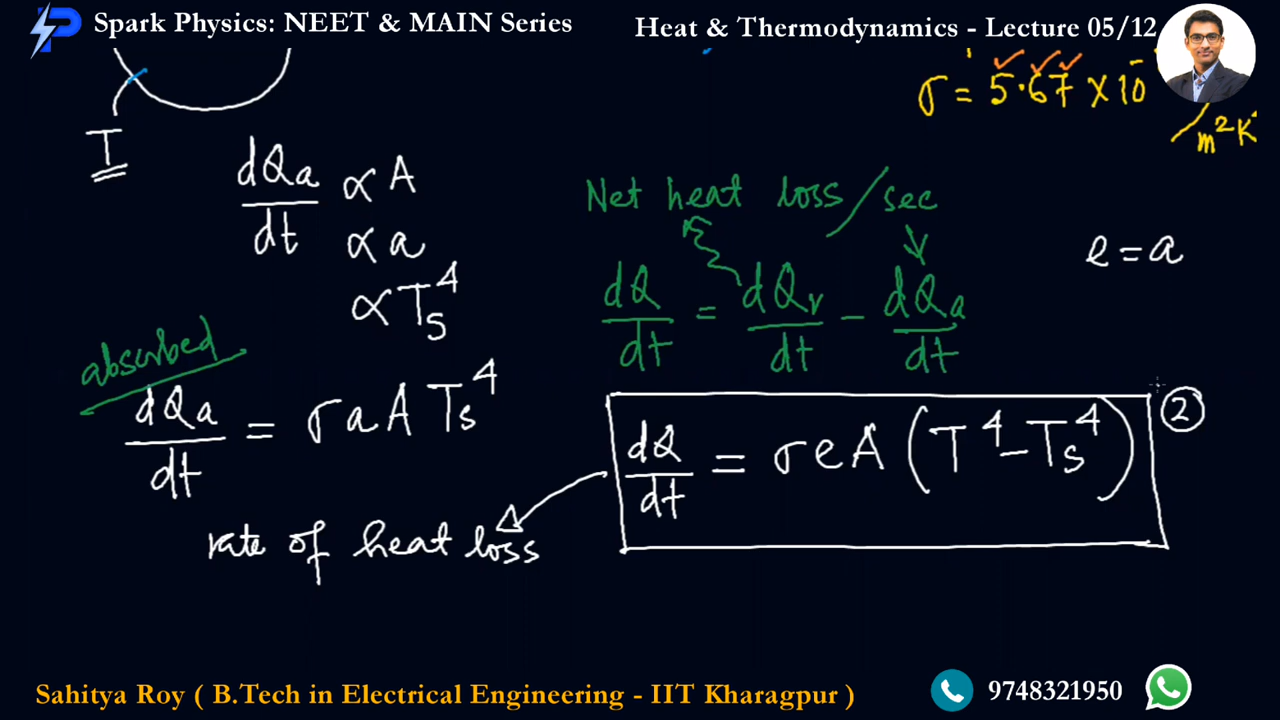 Spark Physics: NEET & MAIN Series
Heat & Thermodynamics - Lecture 05/12
σ = 5.67 × 10⁻
/m²K
T
dQa/dt ∝ A
∝ a
∝ Ts⁴
Net heat loss/sec
e = a
dQ/dt = dQr/dt - dQa/dt
absorbed
dQa/dt = σaATs⁴
dQ/dt = σeA(T⁴-Ts⁴)
2
rate of heat loss
Sahitya Roy ( B.Tech in Electrical Engineering - IIT Kharagpur )
9748321950